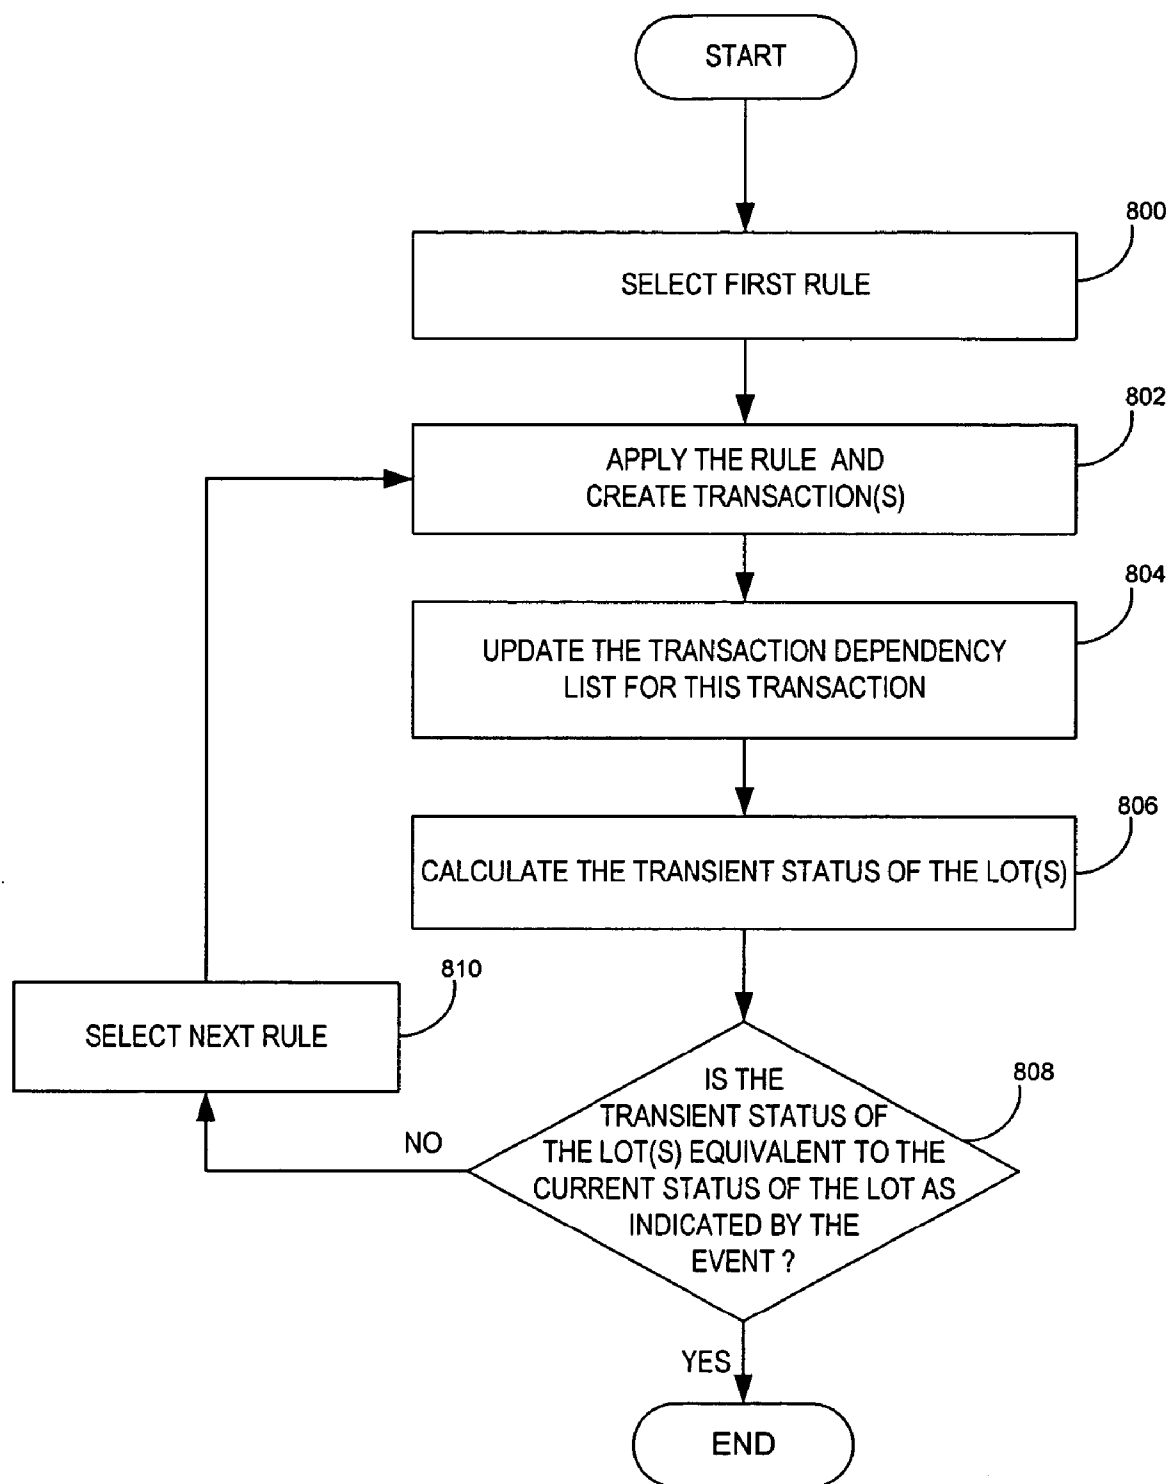 START
800
SELECT FIRST RULE
802
APPLY THE RULE AND
CREATE TRANSACTION(S)
804
UPDATE THE TRANSACTION DEPENDENCY
LIST FOR THIS TRANSACTION
806
CALCULATE THE TRANSIENT STATUS OF THE LOT(S)
810
SELECT NEXT RULE
808
IS THE
TRANSIENT STATUS OF
THE LOT(S) EQUIVALENT TO THE
CURRENT STATUS OF THE LOT AS
INDICATED BY THE
EVENT ?
NO
YES
END